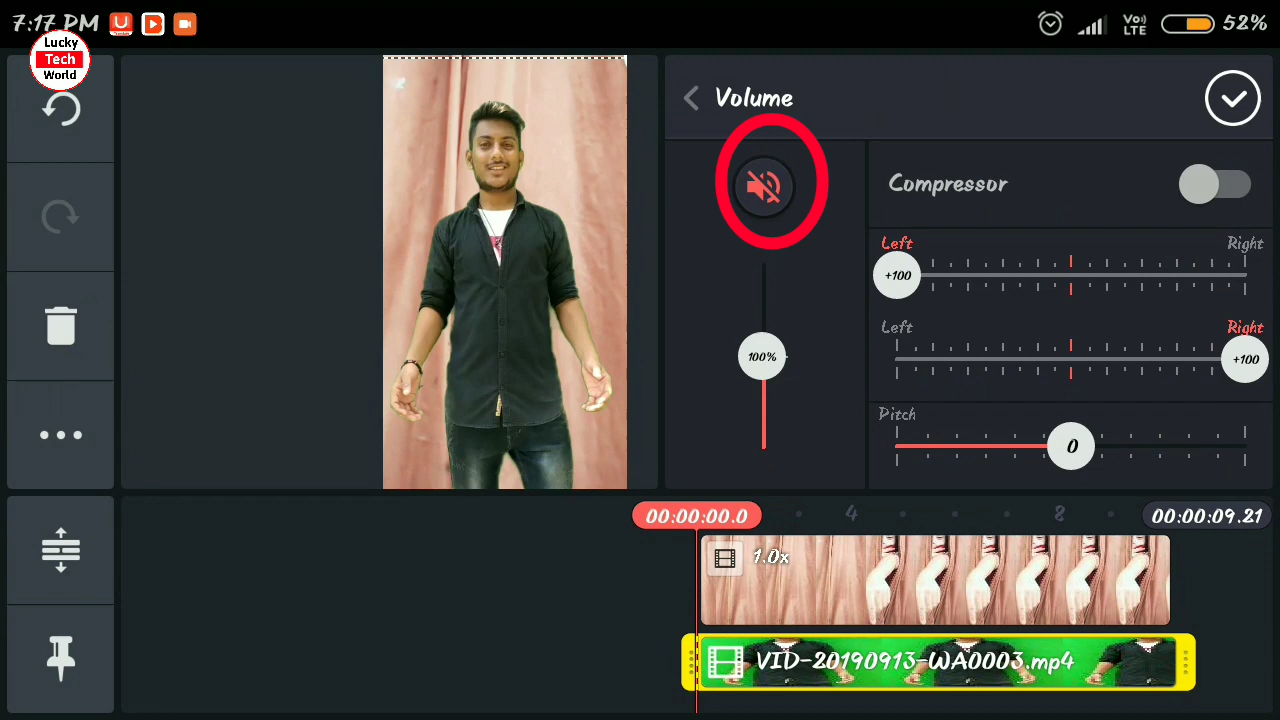 7:17 PM
Vo))
LTE
52%
Lucky
Tech
World
Volume
Compressor
Left
Right
+100
Left
Right
100%
+100
Pitch
0
00:00:00.0
4
8
00:00:09.21
1.0x
VID-20190913-WA0003.mp4